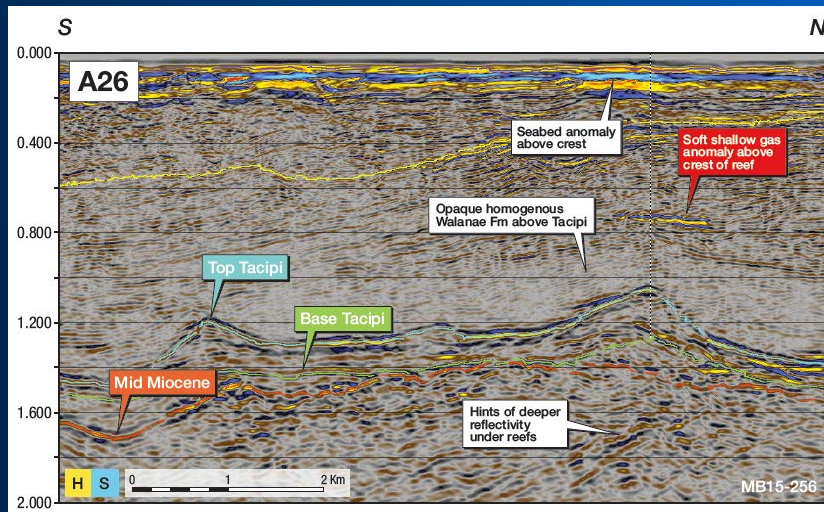 S
N
0.000
A26
Seabed anomaly
above crest
0.400
Soft shallow gas
anomaly above
crest of reef
Opaque homogenous
Walanae Fm above Tacipi
0.800
Top Tacipi
1.200
Base Tacipi
Mid Miocene
1.600
Hints of deeper
reflectivity
under reefs
H S
0 1 2 Km
MB15-256
2.000